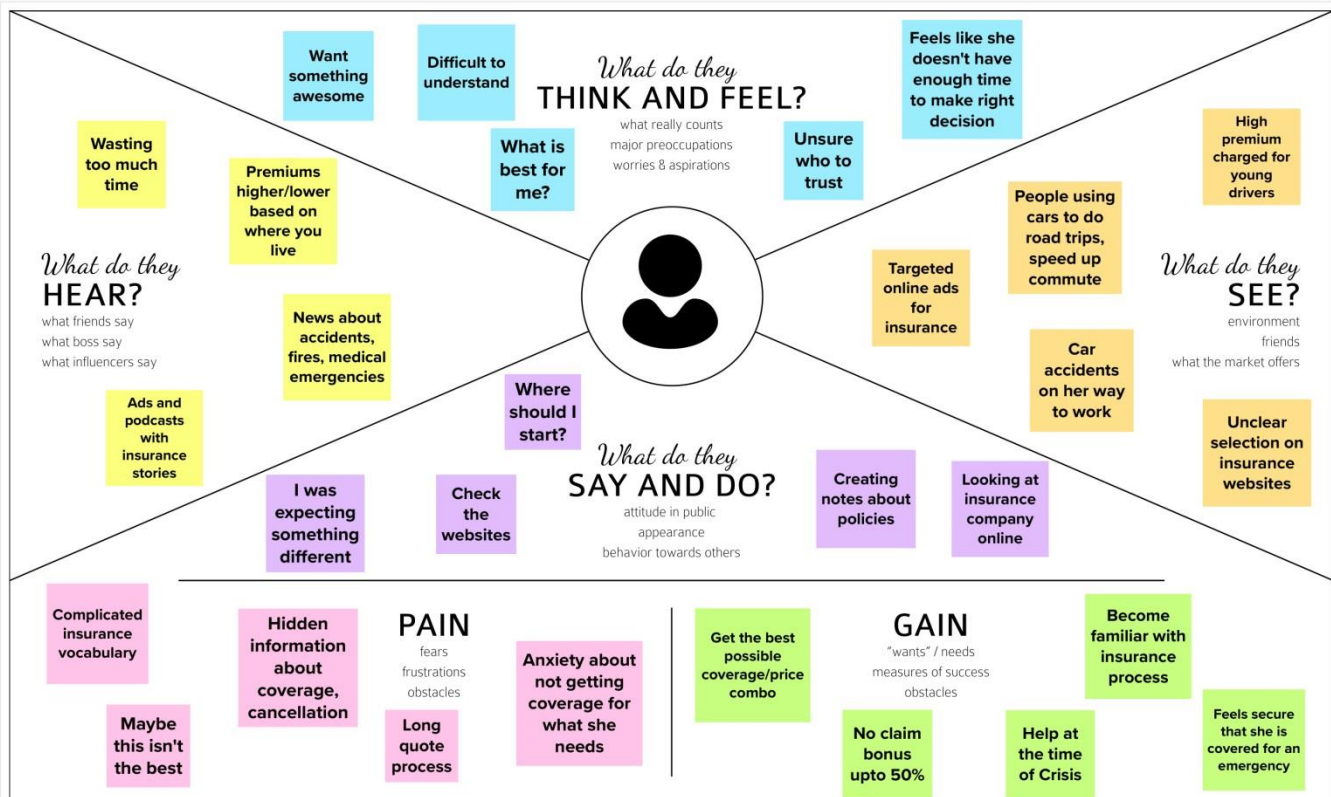 What do they
THINK AND FEEL?
what really counts
major preoccupations
worries & aspirations
Want
something
awesome
Difficult to
understand
What is
best for
me?
Unsure
who to
trust
Feels like she
doesn't have
enough time
to make right
decision
What do they
HEAR?
what friends say
what boss say
what influencers say
Wasting
too much
time
Premiums
higher/lower
based on
where you
live
News about
accidents,
fires, medical
emergencies
Ads and
podcasts
with
insurance
stories
What do they
SEE?
environment
friends
what the market offers
High
premium
charged for
young
drivers
People using
cars to do
road trips,
speed up
commute
Targeted
online ads
for
insurance
Car
accidents
on her way
to work
Unclear
selection on
insurance
websites
What do they
SAY AND DO?
attitude in public
appearance
behavior towards others
Where
should I
start?
I was
expecting
something
different
Check
the
websites
Creating
notes about
policies
Looking at
insurance
company
online
PAIN
fears
frustrations
obstacles
Complicated
insurance
vocabulary
Maybe
this isn't
the best
Hidden
information
about
coverage,
cancellation
Long
quote
process
Anxiety about
not getting
coverage for
what she
needs
GAIN
"wants" / needs
measures of success
obstacles
Get the best
possible
coverage/price
combo
No claim
bonus
upto 50%
Help at
the time
of Crisis
Become
familiar with
insurance
process
Feels secure
that she is
covered for an
emergency